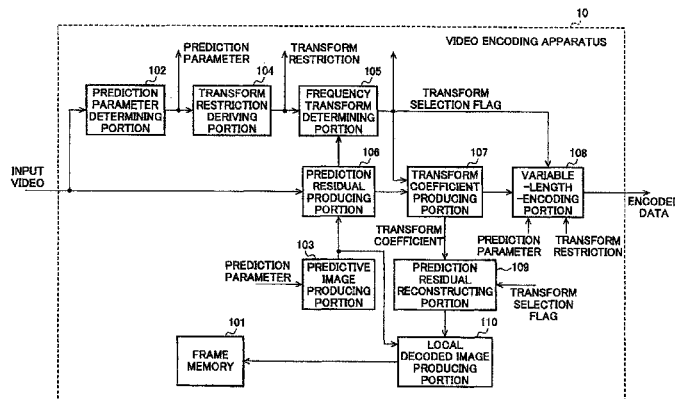 10
VIDEO ENCODING APPARATUS
PREDICTION
PARAMETER
TRANSFORM
RESTRICTION
102
PREDICTION
PARAMETER
DETERMINING
PORTION
104
TRANSFORM
RESTRICTION
DERIVING
PORTION
105
FREQUENCY
TRANSFORM
DETERMINING
PORTION
TRANSFORM
SELECTION FLAG
INPUT
VIDEO
106
PREDICTION
RESIDUAL
PRODUCING
PORTION
107
TRANSFORM
COEFFICIENT
PRODUCING
PORTION
108
VARIABLE
-LENGTH
-ENCODING
PORTION
ENCODED
DATA
TRANSFORM
COEFFICIENT
PREDICTION
PARAMETER
TRANSFORM
RESTRICTION
PREDICTION
PARAMETER
103
PREDICTIVE
IMAGE
PRODUCING
PORTION
109
PREDICTION
RESIDUAL
RECONSTRUCTING
PORTION
TRANSFORM
SELECTION
FLAG
101
FRAME
MEMORY
110
LOCAL
DECODED IMAGE
PRODUCING
PORTION